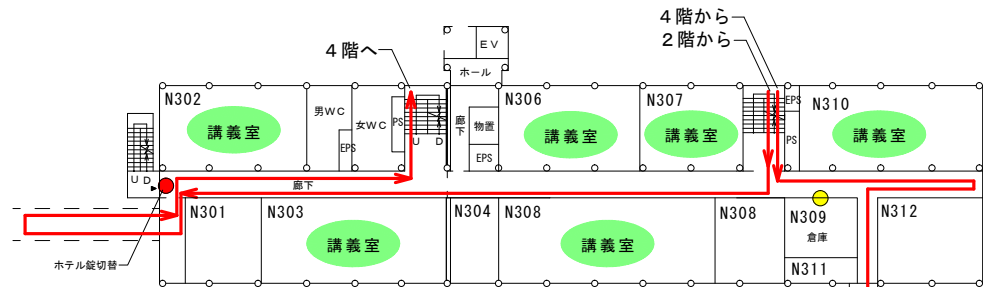 ４階から
２階から
４階へ
ＥＶ
ホール
N302
講義室
男WC
EPS
女WC
PS
U D
廊下
物置
EPS
N306
講義室
N307
講義室
EPS
PS
N310
講義室
U D
廊下
N301
N303
講義室
N304
N308
講義室
N308
N309
倉庫
N311
N312
ホテル錠切替